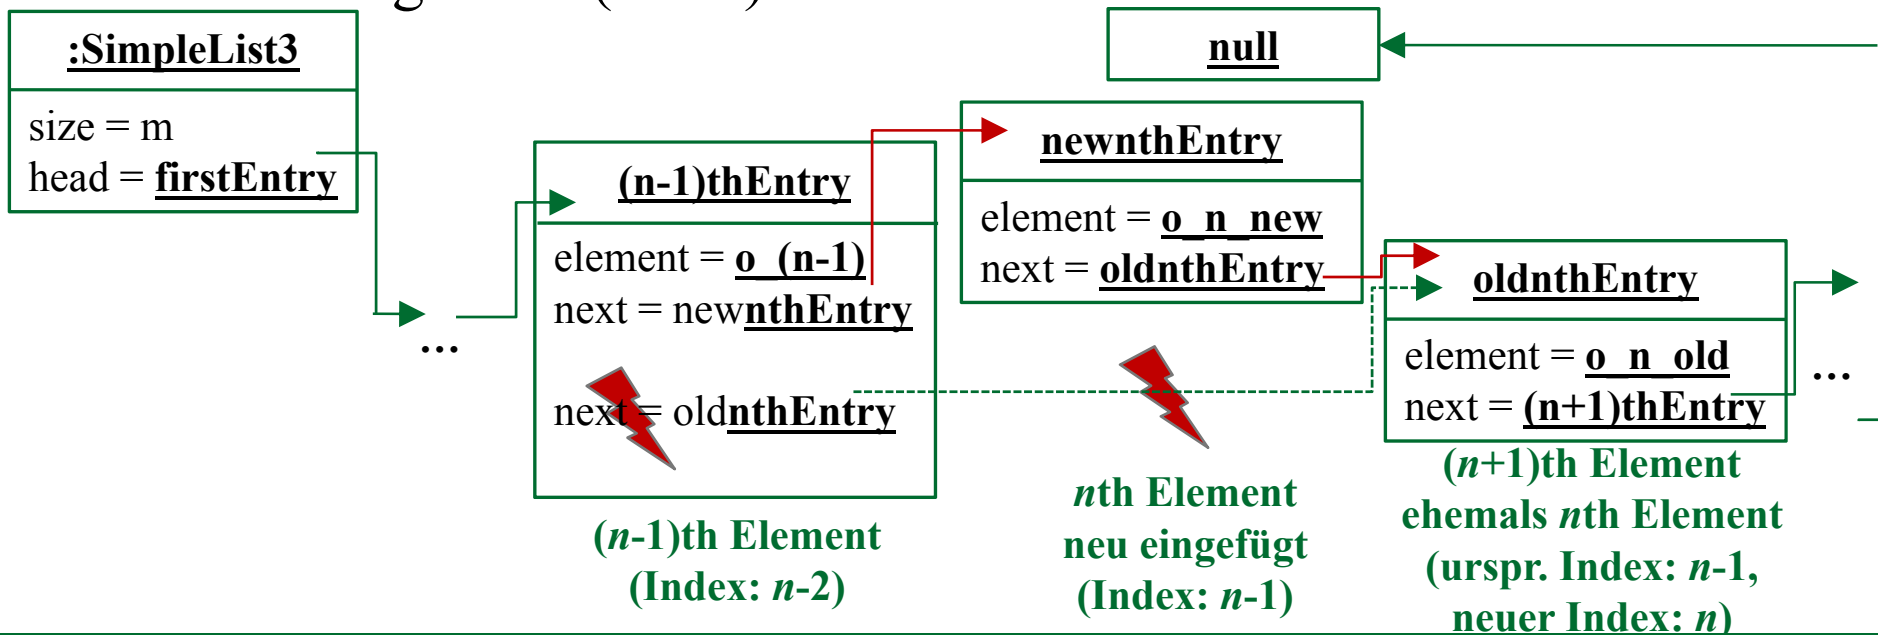 :SimpleList3
size = m
head = firstEntry
...
(n-1)thEntry
element = o_(n-1)
next = newnthEntry
next = oldnthEntry
(n-1)th Element
(Index: n-2)
null
newnthEntry
element = o_n_new
next = oldnthEntry
nth Element
neu eingefügt
(Index: n-1)
oldnthEntry
element = o_n_old
next = (n+1)thEntry
(n+1)th Element
ehemals nth Element
(urspr. Index: n-1,
neuer Index: n)
...